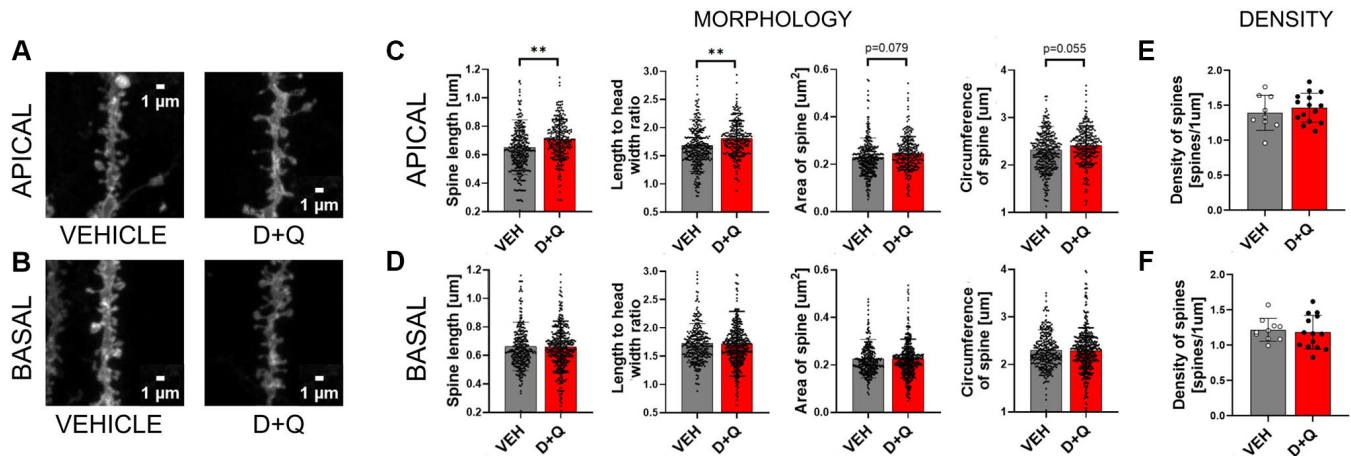 MORPHOLOGY
DENSITY
A
APICAL
1 µm
VEHICLE
1 µm
D+Q
B
BASAL
1 µm
VEHICLE
1 µm
D+Q
C
APICAL
Spine length [um]
1.2
1.0
0.8
0.6
0.4
0.2
**
VEH
D+Q
Length to head
width ratio
3.0
2.5
2.0
1.5
1.0
0.5
**
VEH
D+Q
Area of spine [um²]
0.6
0.4
0.2
0.0
p=0.079
VEH
D+Q
Circumference
of spine [um]
4
3
2
1
p=0.055
VEH
D+Q
D
BASAL
Spine length [um]
1.2
1.0
0.8
0.6
0.4
0.2
VEH
D+Q
Length to head
width ratio
3.0
2.5
2.0
1.5
1.0
0.5
VEH
D+Q
Area of spine [um²]
0.6
0.4
0.2
0.0
VEH
D+Q
Circumference
of spine [um]
4
3
2
1
VEH
D+Q
E
Density of spines
[spines/1um]
2.0
1.5
1.0
0.5
0.0
VEH
D+Q
F
Density of spines
[spines/1um]
2.0
1.5
1.0
0.5
0.0
VEH
D+Q